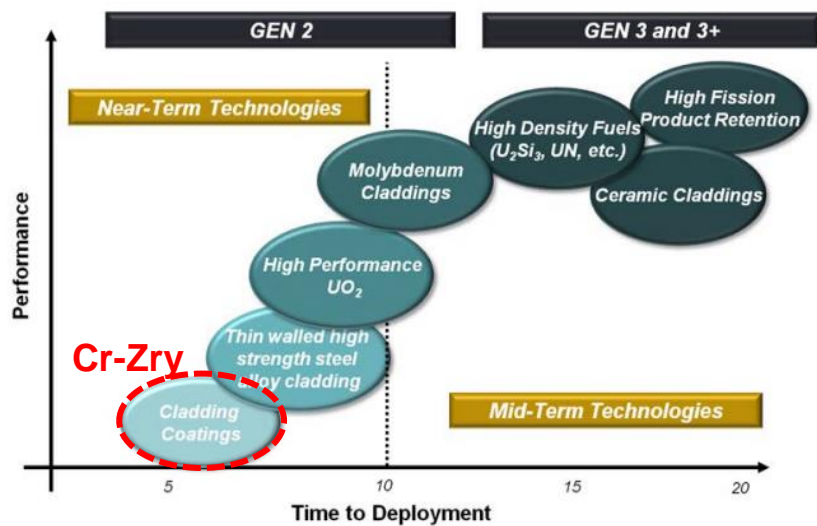 GEN 2
GEN 3 and 3+
Near-Term Technologies
High Fission
Product Retention
High Density Fuels
(U₂Si₃, UN, etc.)
Molybdenum
Claddings
Ceramic Claddings
High Performance
UO₂
Performance
Cr-Zry
Thin walled high
strength steel
alloy cladding
Cladding
Coatings
Mid-Term Technologies
5
10
15
20
Time to Deployment